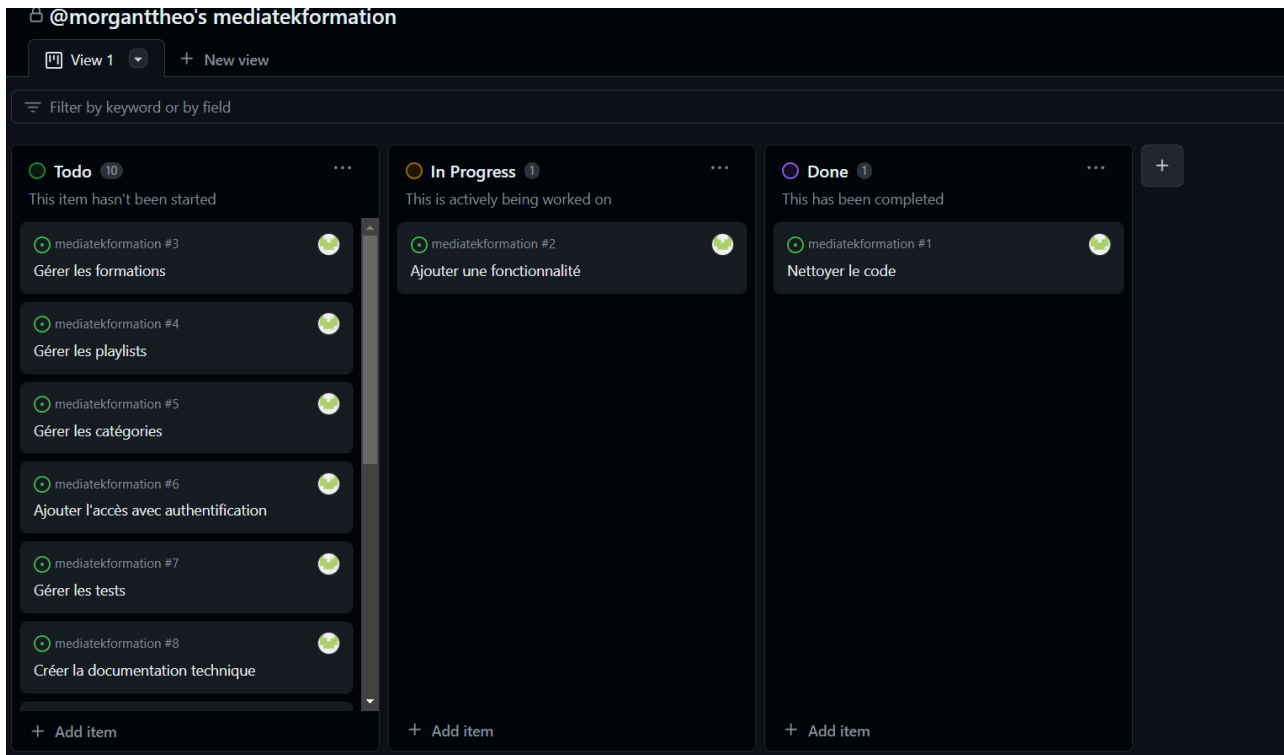 @morganttheo's mediatekformation
View 1
New view
Filter by keyword or by field
Todo 10
This item hasn't been started
mediatekformation #3
Gérer les formations
mediatekformation #4
Gérer les playlists
mediatekformation #5
Gérer les catégories
mediatekformation #6
Ajouter l'accès avec authentification
mediatekformation #7
Gérer les tests
mediatekformation #8
Créer la documentation technique
+ Add item
In Progress 1
This is actively being worked on
mediatekformation #2
Ajouter une fonctionnalité
+ Add item
Done 1
This has been completed
mediatekformation #1
Nettoyer le code
+ Add item